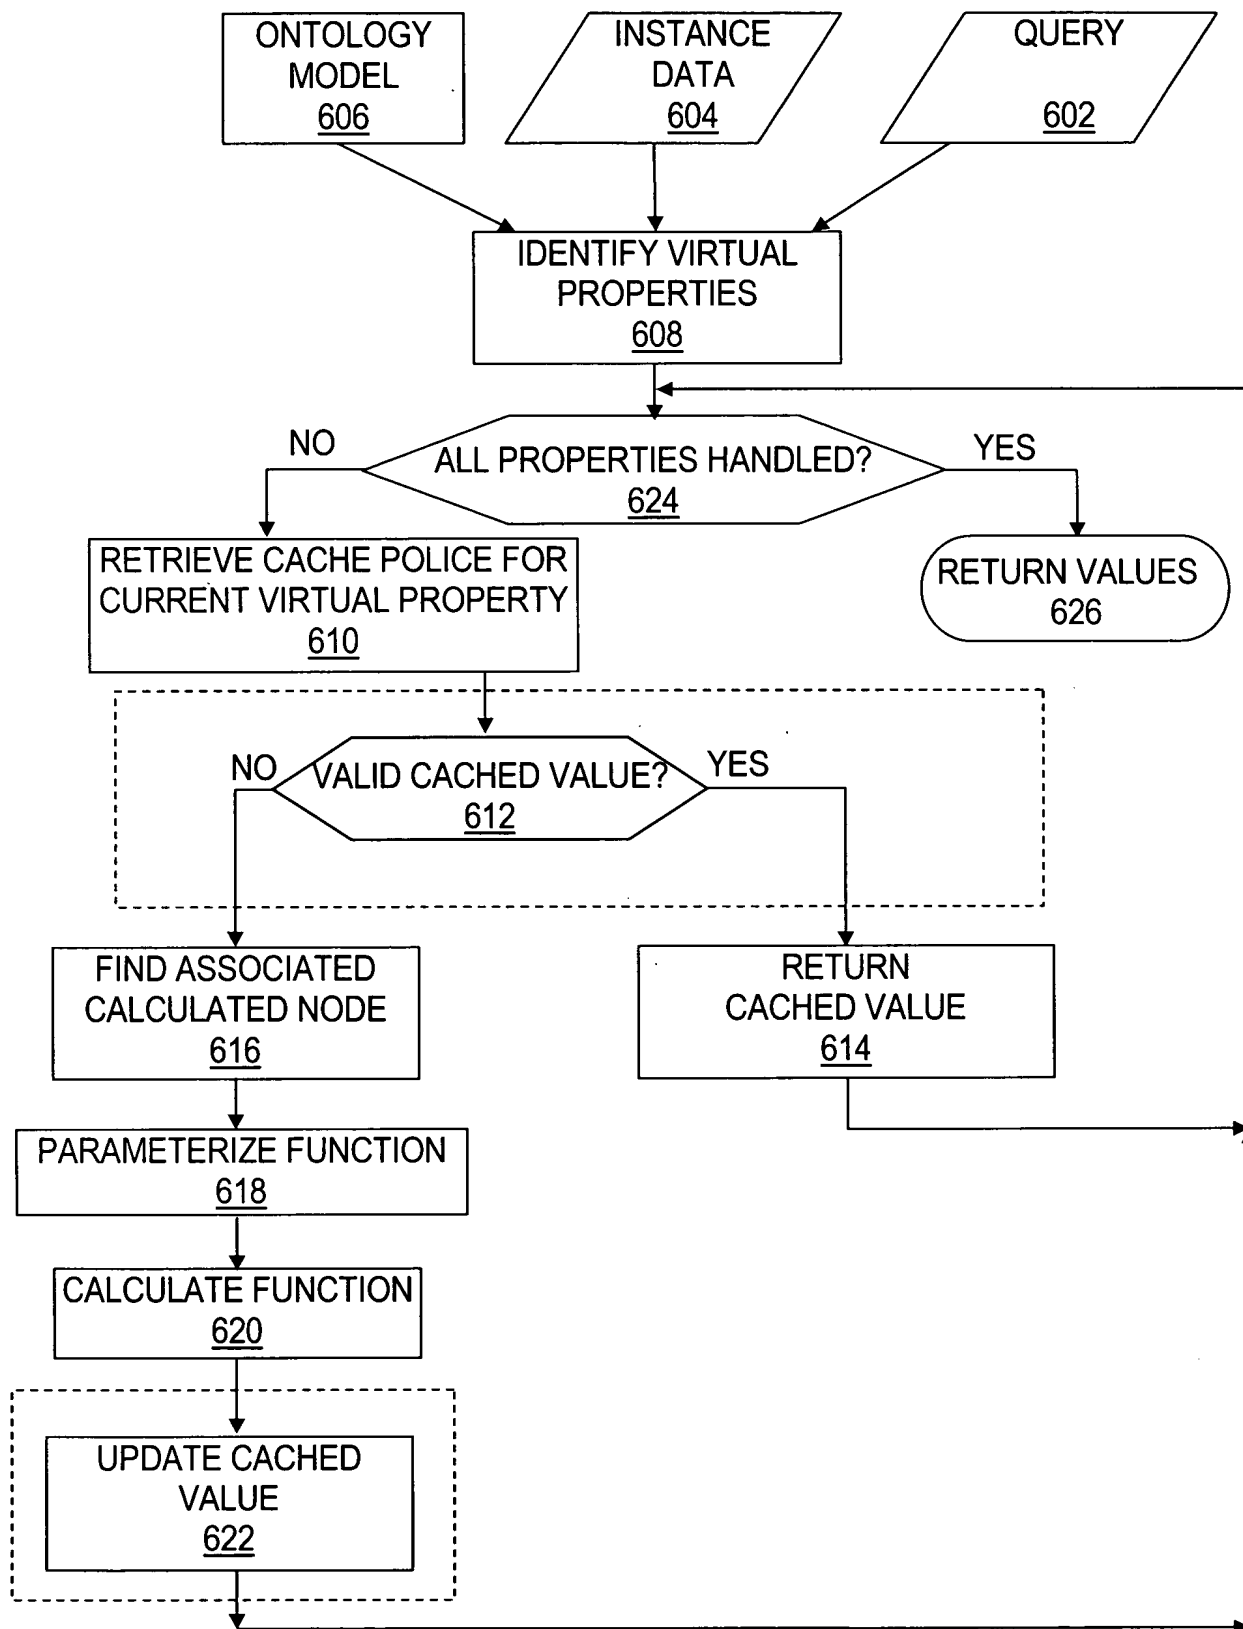 ONTOLOGY
MODEL
606
INSTANCE
DATA
604
QUERY
602
IDENTIFY VIRTUAL
PROPERTIES
608
NO
ALL PROPERTIES HANDLED?
624
YES
RETRIEVE CACHE POLICE FOR
CURRENT VIRTUAL PROPERTY
610
RETURN VALUES
626
NO
VALID CACHED VALUE?
612
YES
FIND ASSOCIATED
CALCULATED NODE
616
RETURN
CACHED VALUE
614
PARAMETERIZE FUNCTION
618
CALCULATE FUNCTION
620
UPDATE CACHED
VALUE
622